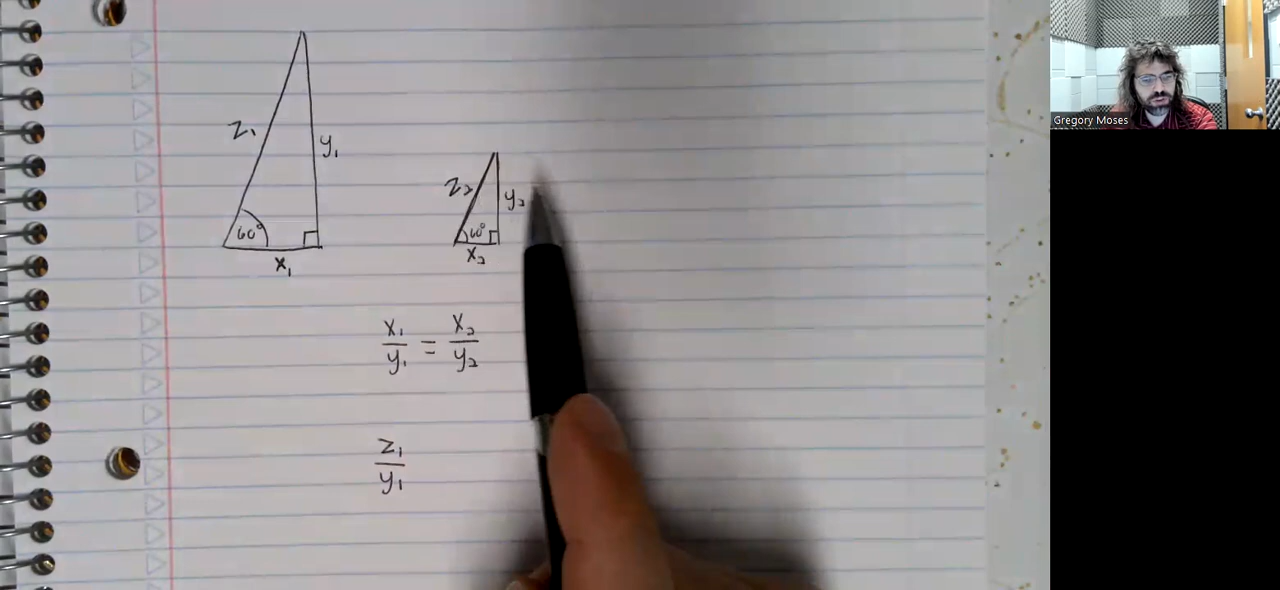 z₁
y₁
60°
x₁
z₂
y₂
60°
x₂
x₁/y₁ = x₂/y₂
z₁/y₁
Gregory Moses